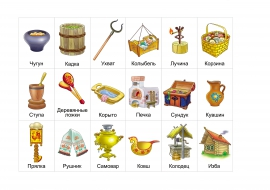 Чугун Кадка Ухват Колыбель Лучина Корзина
Ступа Деревянные ложки Корыто Печка Сундук Кувшин
Прялка Рушник Самовар Ковш Колодец Изба